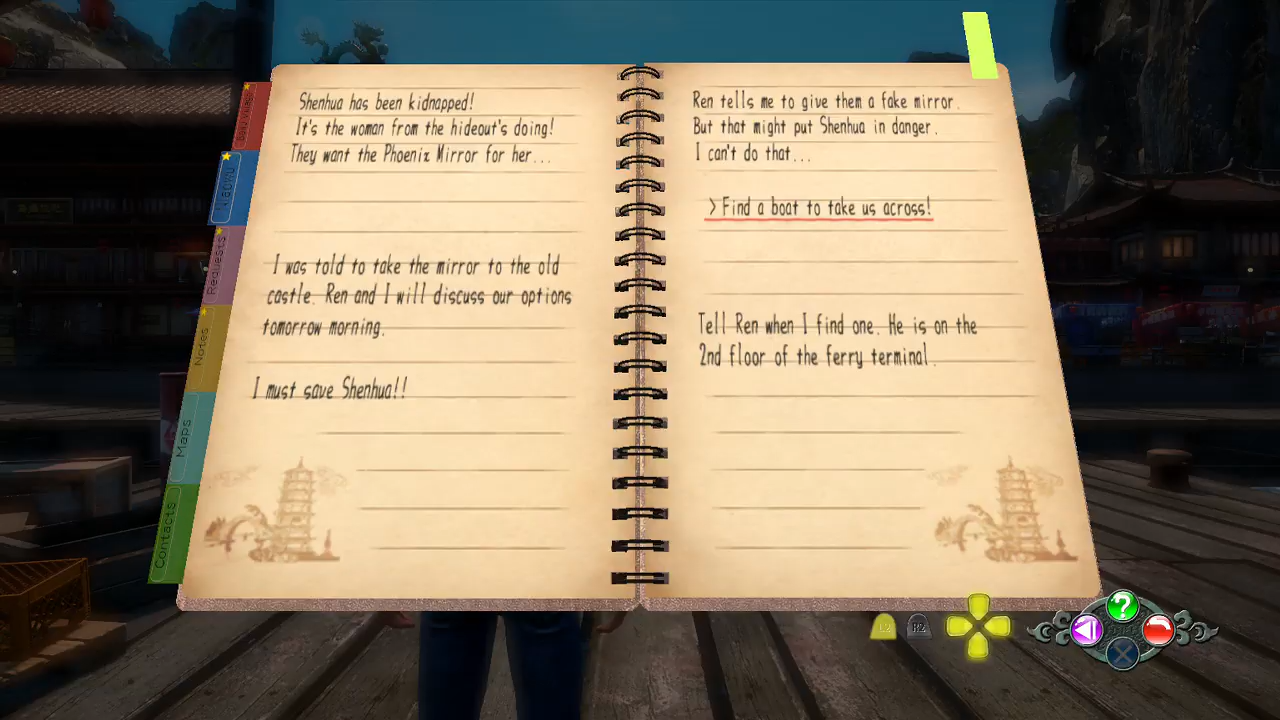 Shenhua has been kidnapped!
It's the woman from the hideout's doing!
They want the Phoenix Mirror for her...
I was told to take the mirror to the old
castle. Ren and I will discuss our options
tomorrow morning.
I must save Shenhua!!
Ren tells me to give them a fake mirror.
But that might put Shenhua in danger.
I can't do that...
>Find a boat to take us across!
Tell Ren when I find one. He is on the
2nd floor of the ferry terminal.
Niaowu
Requests
Notes
Maps
Contacts
L2
R2
?